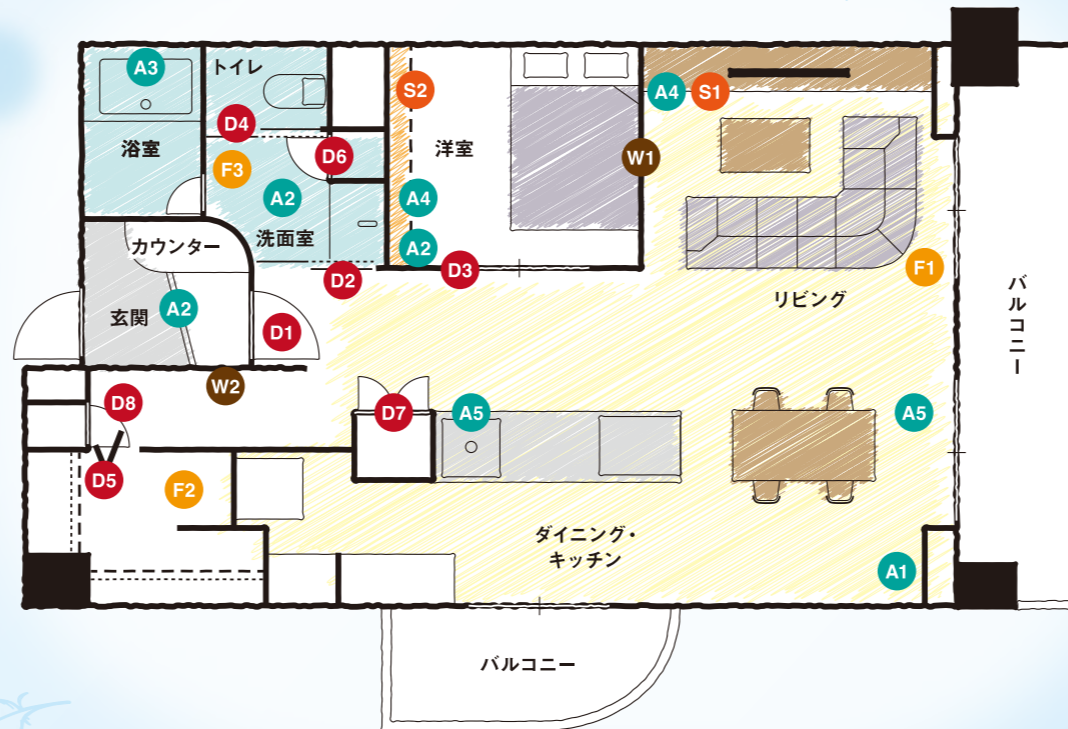 A3
トイレ
S2
A4
S1
D4
浴室
洋室
D6
W1
F3
A2
A4
洗面室
カウンター
A2
D3
F1
D2
リビング
バルコニー
玄関
A2
D1
W2
D8
D7
A5
A5
D5
F2
ダイニング・
キッチン
A1
バルコニー